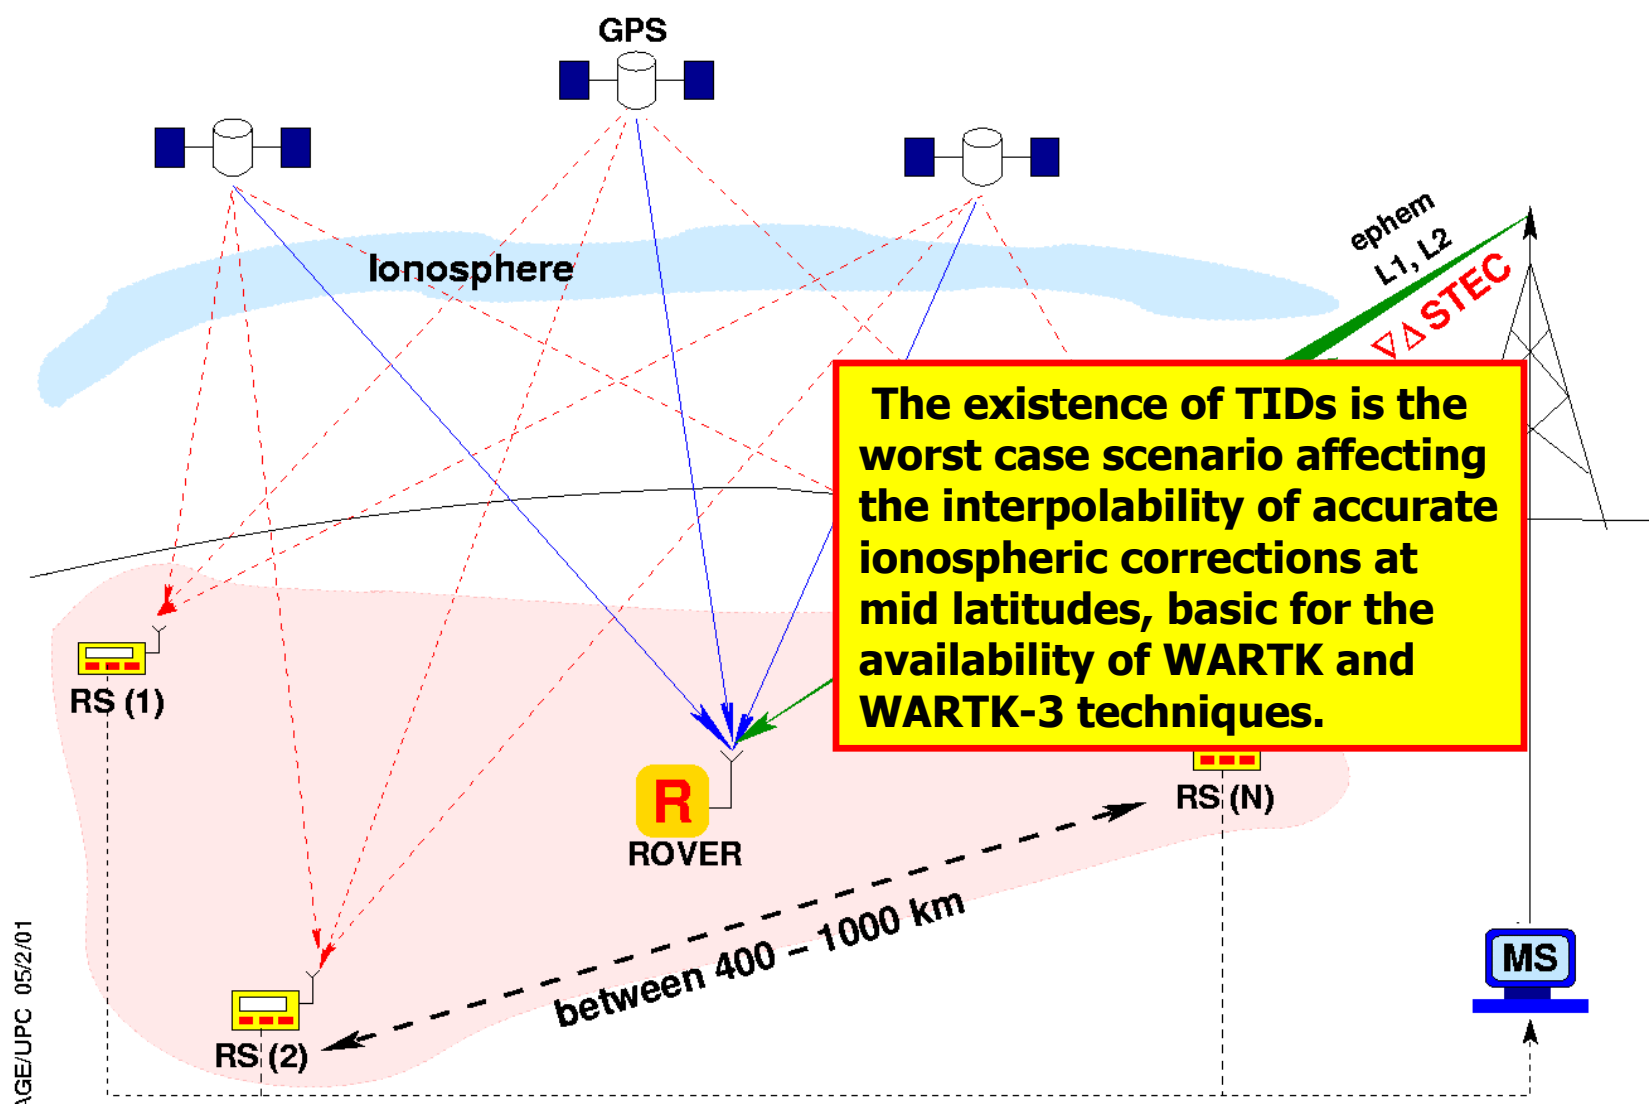 GPS
Ionosphere
ephem
L1, L2
∇ΔSTEC
The existence of TIDs is the
worst case scenario affecting
the interpolability of accurate
ionospheric corrections at
mid latitudes, basic for the
availability of WARTK and
WARTK-3 techniques.
RS (1)
R
ROVER
RS (N)
between 400 – 1000 km
MS
RS (2)
AGE/UPC 05/2/01